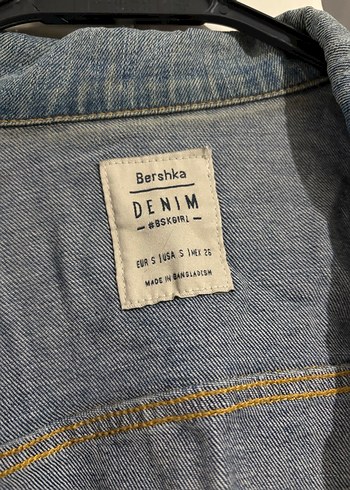 Bershka
DENIM
#BSKGIRL
EUR S | USA S | MEX 26
MADE IN BANGLADESH